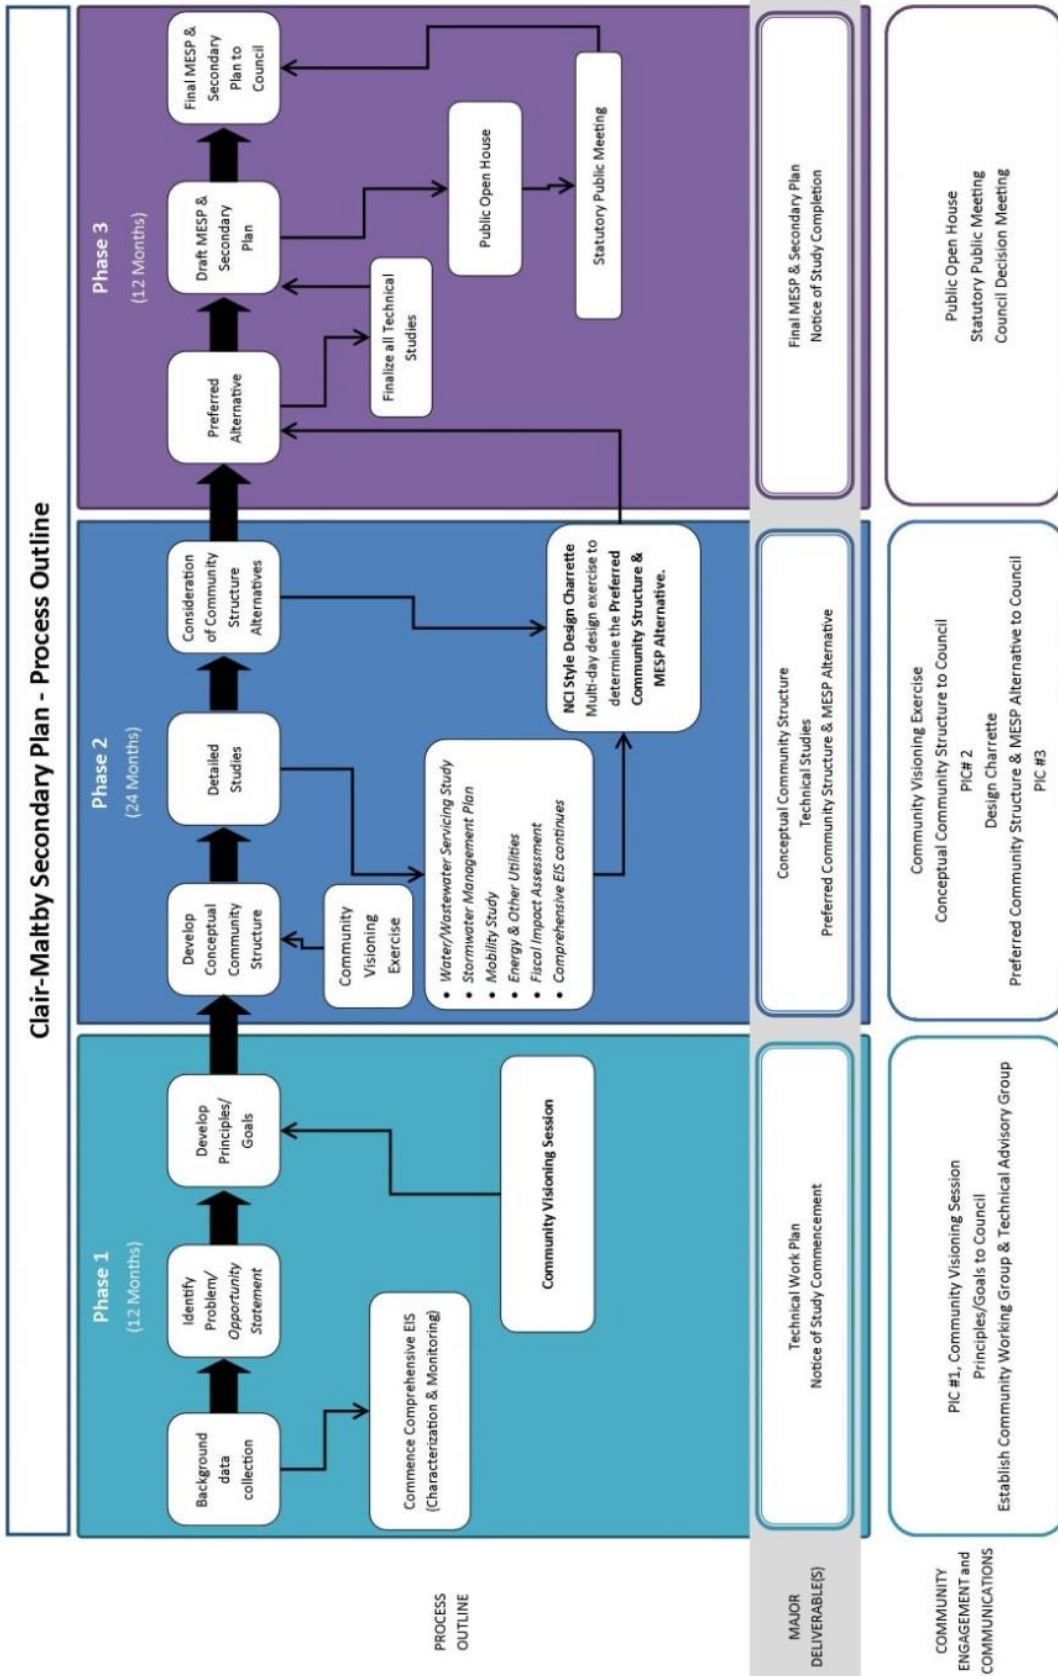 Clair-Maltby Secondary Plan - Process Outline
PROCESS
OUTLINE
Phase 1
(12 Months)
Background
data
collection
Identify
Problem/
Opportunity
Statement
Develop
Principles/
Goals
Commence Comprehensive EIS
(Characterization & Monitoring)
Community Visioning Session
Phase 2
(24 Months)
Develop
Conceptual
Community
Structure
Detailed
Studies
Consideration
of Community
Structure
Alternatives
Community
Visioning
Exercise
• Water/Wastewater Servicing Study
• Stormwater Management Plan
• Mobility Study
• Energy & Other Utilities
• Fiscal Impact Assessment
• Comprehensive EIS continues
NCI Style Design Charrette
Multi-day design exercise to
determine the Preferred
Community Structure &
MESP Alternative.
Phase 3
(12 Months)
Preferred
Alternative
Draft MESP &
Secondary
Plan
Final MESP &
Secondary
Plan to
Council
Finalize all Technical
Studies
Public Open House
Statutory Public Meeting
MAJOR
DELIVERABLE(S)
Technical Work Plan
Notice of Study Commencement
Conceptual Community Structure
Technical Studies
Preferred Community Structure & MESP Alternative
Final MESP & Secondary Plan
Notice of Study Completion
COMMUNITY
ENGAGEMENT and
COMMUNICATIONS
PIC #1, Community Visioning Session
Principles/Goals to Council
Establish Community Working Group & Technical Advisory Group
Community Visioning Exercise
Conceptual Community Structure to Council
PIC# 2
Design Charrette
Preferred Community Structure & MESP Alternative to Council
PIC #3
Public Open House
Statutory Public Meeting
Council Decision Meeting